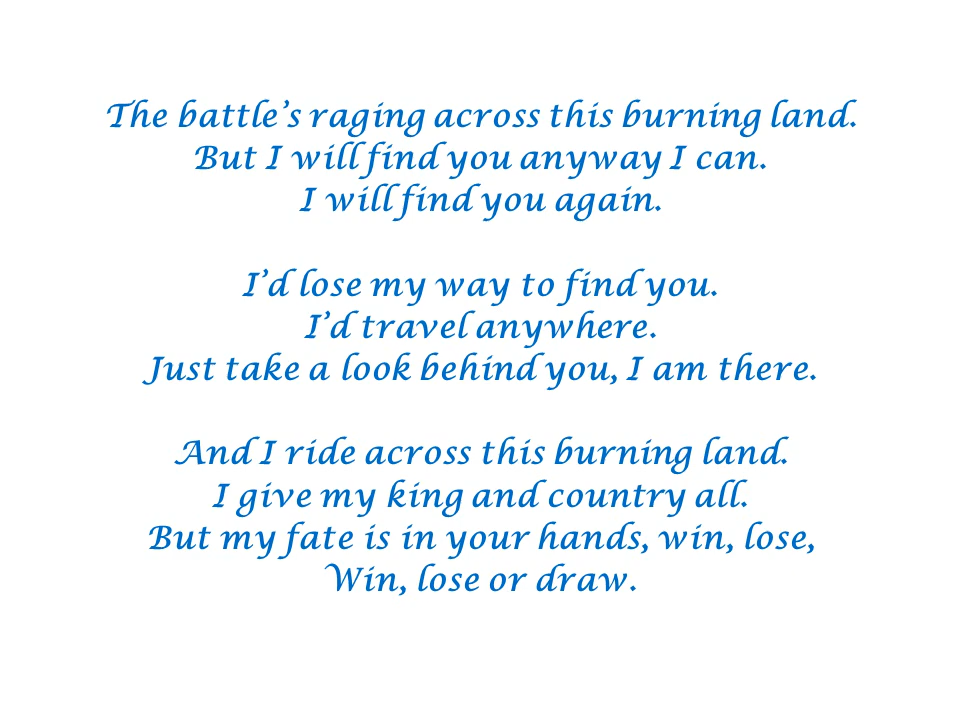 The battle’s raging across this burning land.
But I will find you anyway I can.
I will find you again.
I’d lose my way to find you.
I’d travel anywhere.
Just take a look behind you, I am there.
And I ride across this burning land.
I give my king and country all.
But my fate is in your hands, win, lose,
Win, lose or draw.